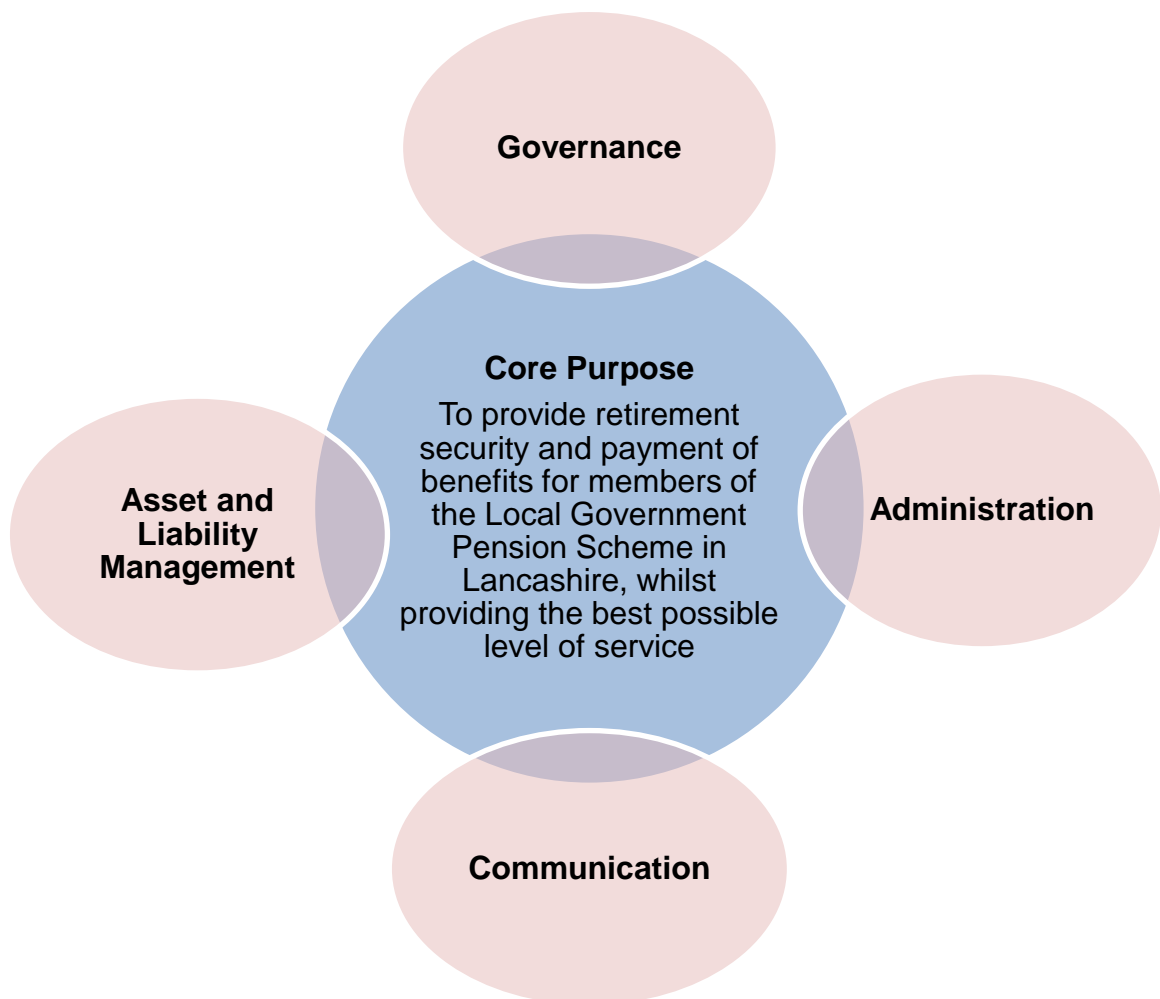 Governance
Core Purpose
To provide retirement
security and payment of
benefits for members of
the Local Government
Pension Scheme in
Lancashire, whilst
providing the best possible
level of service
Asset and
Liability
Management
Administration
Communication